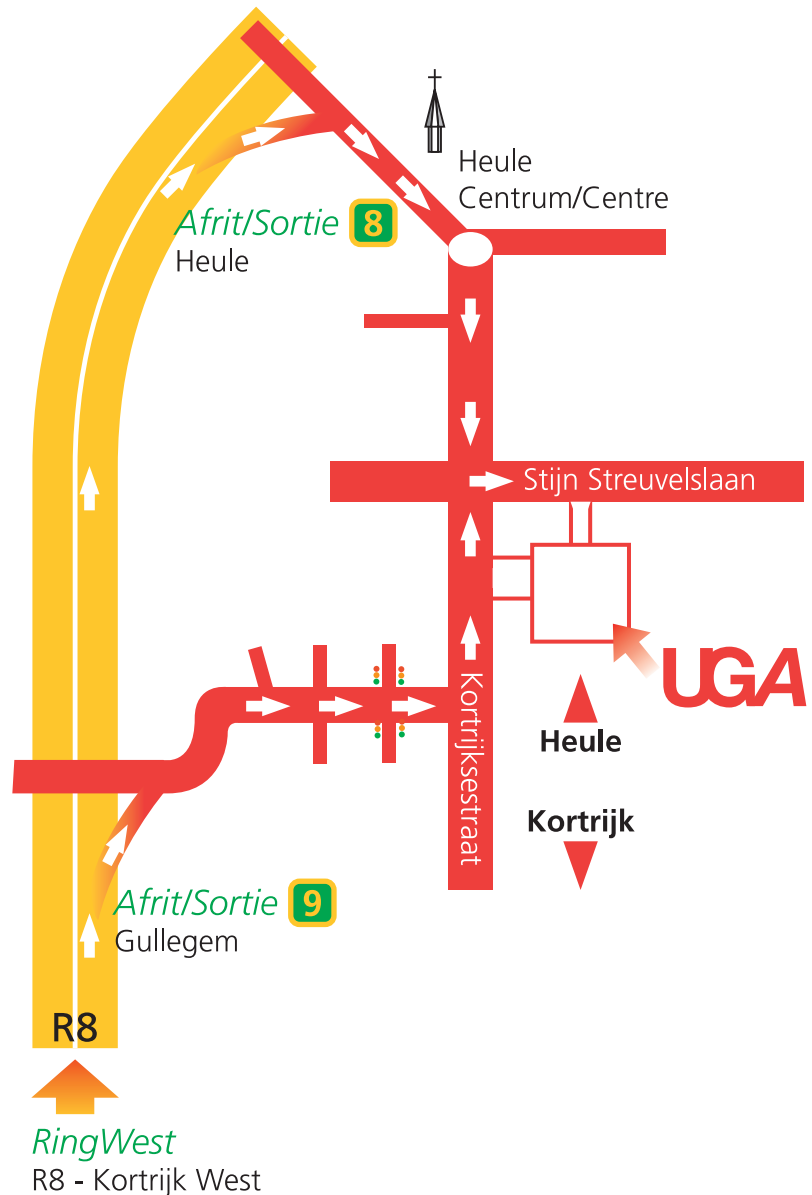 Heule
Centrum/Centre
Afrit/Sortie 8
Heule
Stijn Streuvelslaan
UGA
Kortrijksestraat
Heule
Kortrijk
Afrit/Sortie 9
Gullegem
R8
RingWest
R8 - Kortrijk West